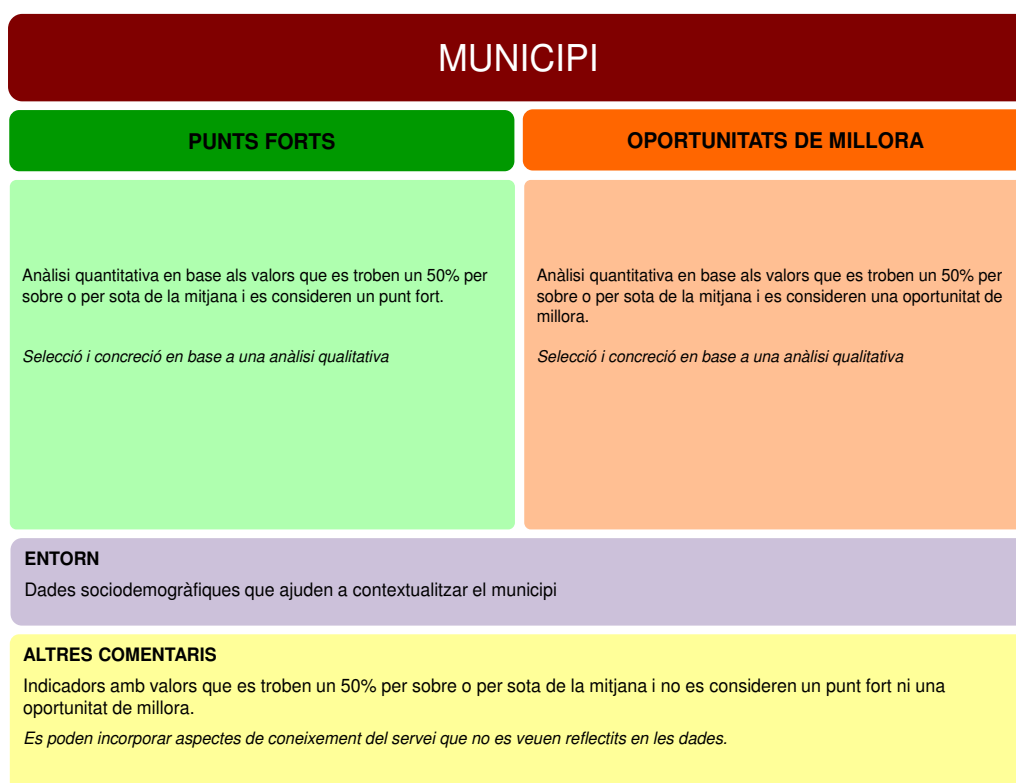 MUNICIPI
PUNTS FORTS
OPORTUNITATS DE MILLORA
Anàlisi quantitativa en base als valors que es troben un 50% per
sobre o per sota de la mitjana i es consideren un punt fort.
Selecció i concreció en base a una anàlisi qualitativa
Anàlisi quantitativa en base als valors que es troben un 50% per
sobre o per sota de la mitjana i es consideren una oportunitat de
millora.
Selecció i concreció en base a una anàlisi qualitativa
ENTORN
Dades sociodemogràfiques que ajuden a contextualitzar el municipi
ALTRES COMENTARIS
Indicadors amb valors que es troben un 50% per sobre o per sota de la mitjana i no es consideren un punt fort ni una
oportunitat de millora.
Es poden incorporar aspectes de coneixement del servei que no es veuen reflectits en les dades.